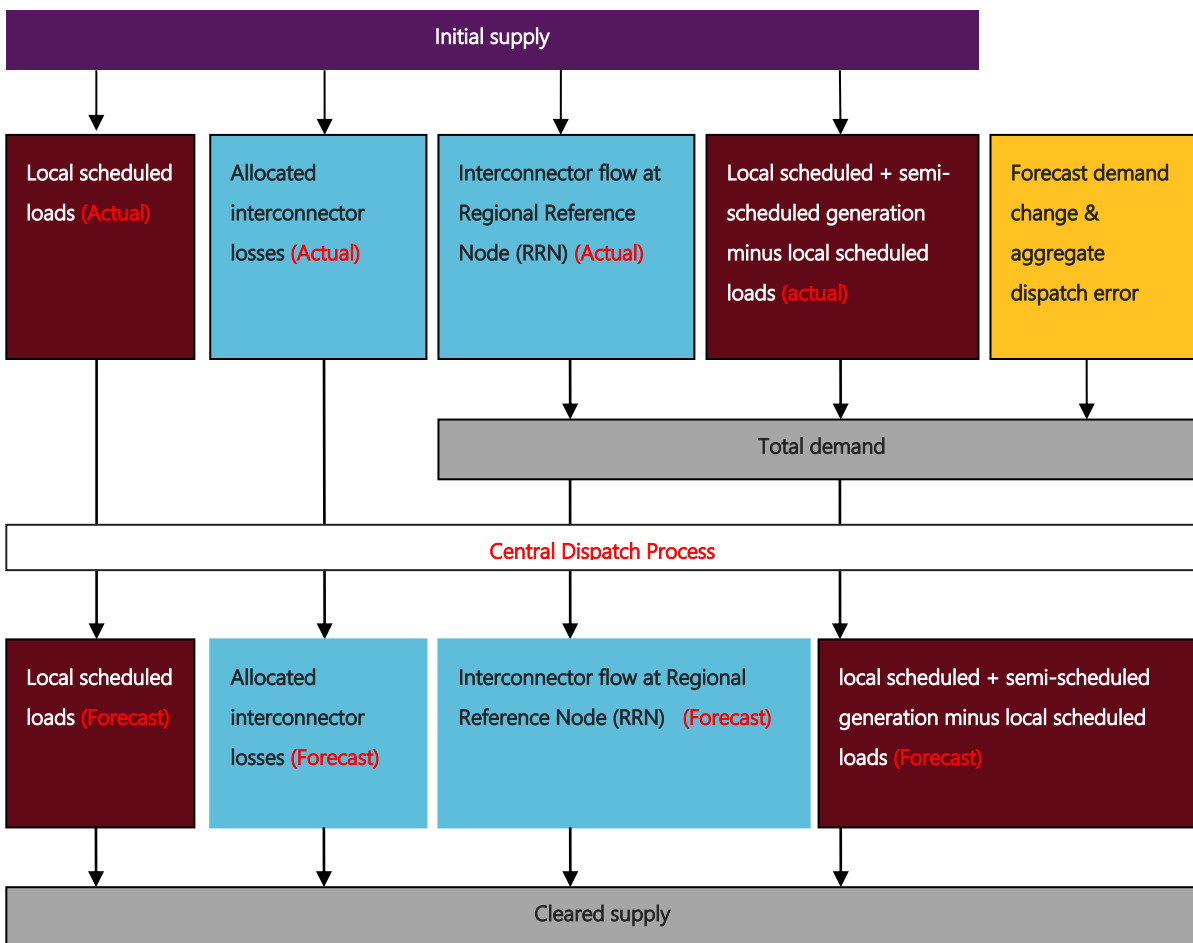 Initial supply
Local scheduled
loads (Actual)
Allocated
interconnector
losses (Actual)
Interconnector flow at
Regional Reference
Node (RRN) (Actual)
Local scheduled + semi-
scheduled generation
minus local scheduled
loads (actual)
Forecast demand
change &
aggregate
dispatch error
Total demand
Central Dispatch Process
Local scheduled
loads (Forecast)
Allocated
interconnector
losses (Forecast)
Interconnector flow at Regional
Reference Node (RRN) (Forecast)
local scheduled + semi-scheduled
generation minus local scheduled
loads (Forecast)
Cleared supply